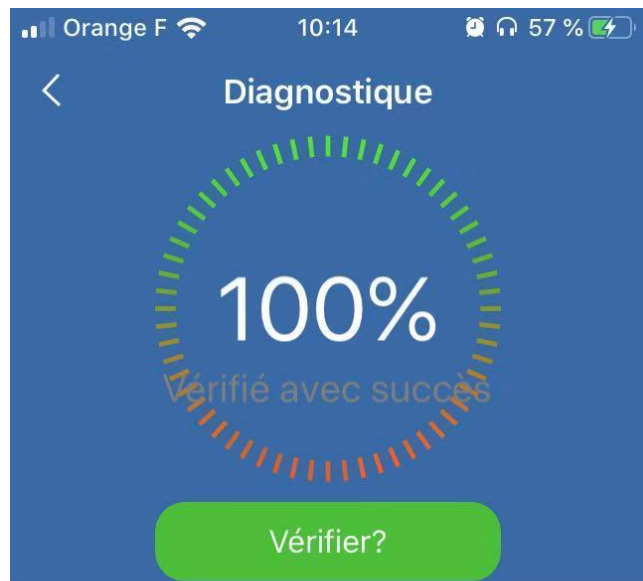 Orange F 10:14 57 %
Diagnostique
100%
Vérifié avec succès
Vérifier?